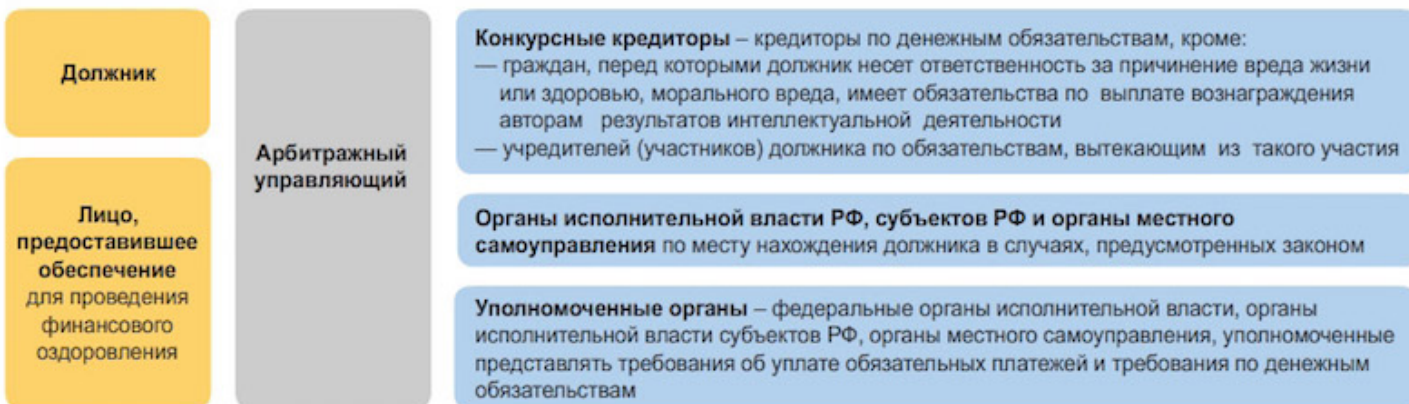 Должник
Лицо,
предоставившее
обеспечение
для проведения
финансового
оздоровления
Арбитражный
управляющий
Конкурсные кредиторы – кредиторы по денежным обязательствам, кроме:
— граждан, перед которыми должник несет ответственность за причинение вреда жизни
или здоровью, морального вреда, имеет обязательства по выплате вознаграждения
авторам результатов интеллектуальной деятельности
— учредителей (участников) должника по обязательствам, вытекающим из такого участия
Органы исполнительной власти РФ, субъектов РФ и органы местного
самоуправления по месту нахождения должника в случаях, предусмотренных законом
Уполномоченные органы – федеральные органы исполнительной власти, органы
исполнительной власти субъектов РФ, органы местного самоуправления, уполномоченные
представлять требования об уплате обязательных платежей и требования по денежным
обязательствам